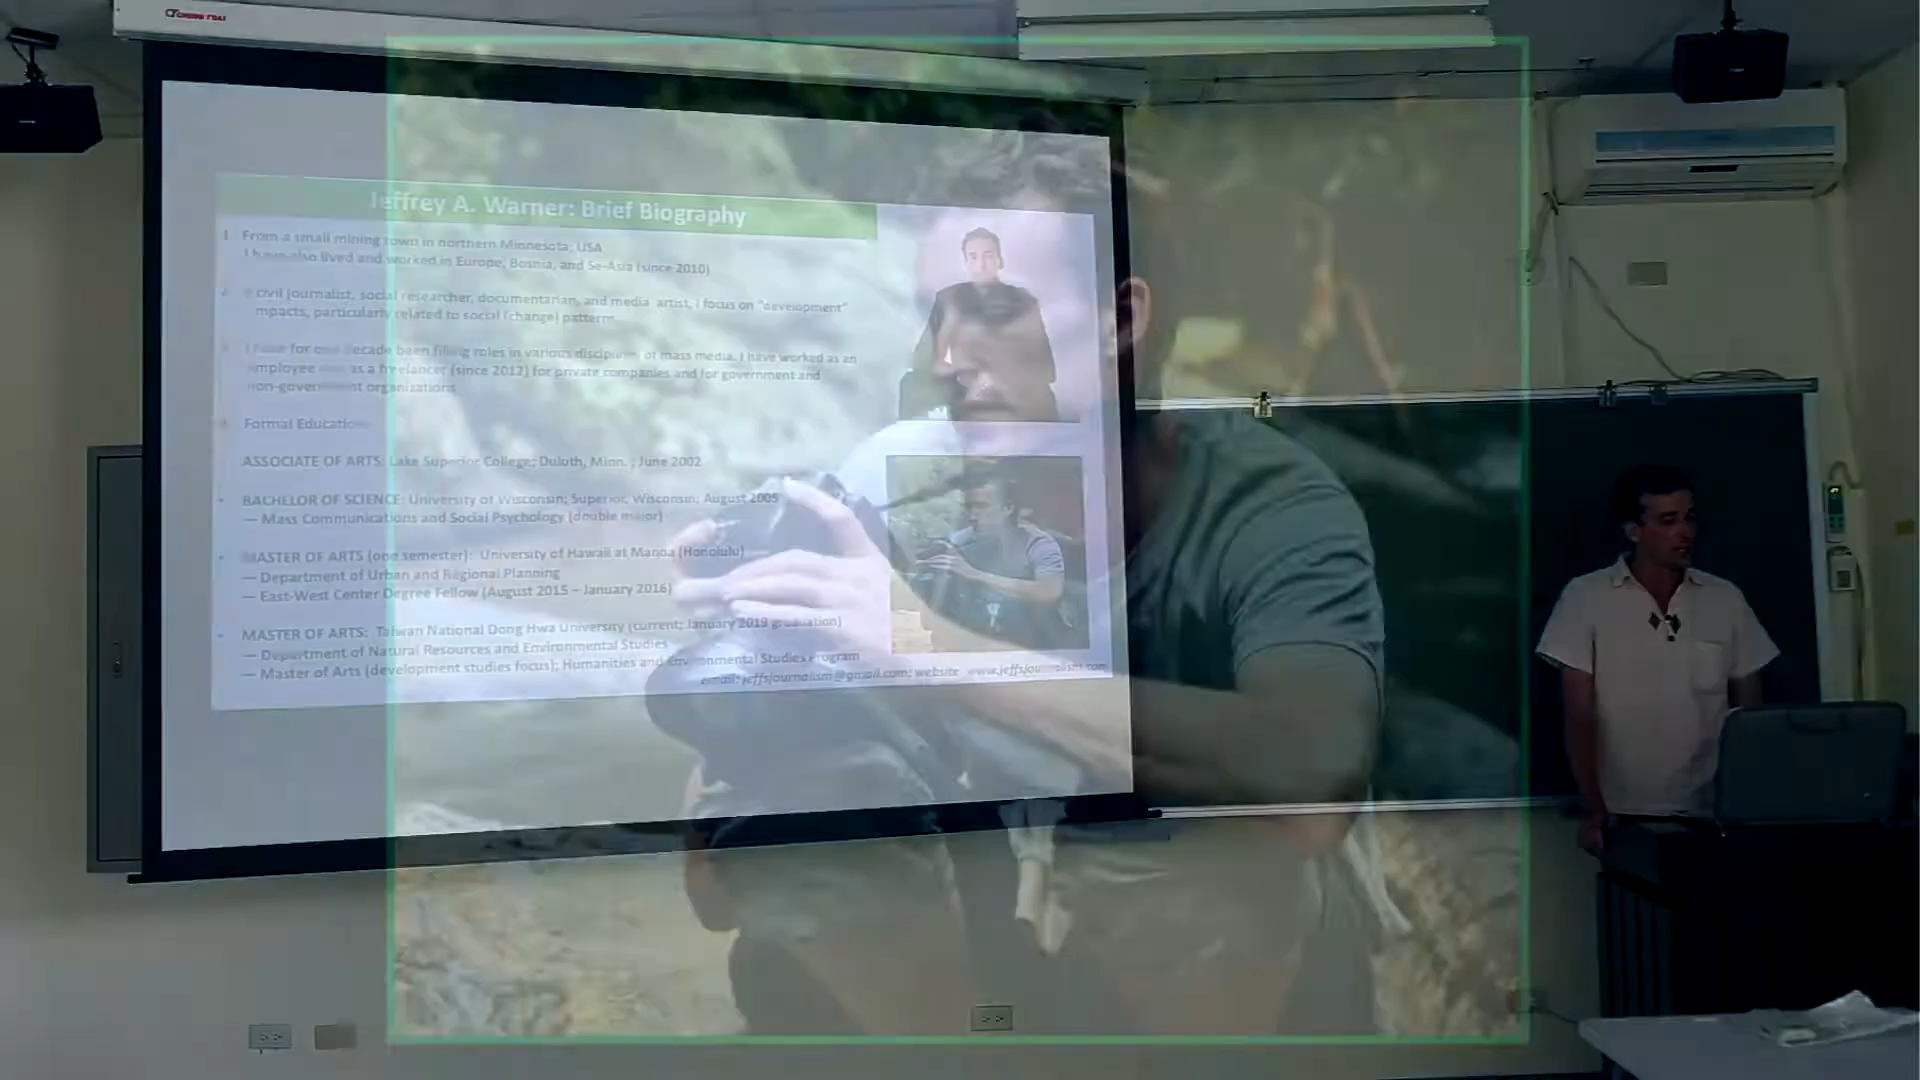 CHING T'BAI
Jeffrey A. Warner: Brief Biography
1. From a small mining town in northern Minnesota, USA
I have also lived and worked in Europe, Bosnia, and Se-Asia (since 2010)
civil journalist, social researcher, documentarian, and media artist, I focus on "development"
mpacts, particularly related to social (change) patterns
I have for one decade been filling roles in various disciplines of mass media. I have worked as an
employee as a freelancer (since 2012) for private companies and for government and
non-government organizations
Formal Education
ASSOCIATE OF ARTS: Lake Superior College; Duluth, Minn. ; June 2002
• BACHELOR OF SCIENCE: University of Wisconsin; Superior, Wisconsin; August 2005
— Mass Communications and Social Psychology (double major)
• MASTER OF ARTS (one semester): University of Hawaii at Manoa (Honolulu)
— Department of Urban and Regional Planning
— East-West Center Degree Fellow (August 2015 – January 2016)
• MASTER OF ARTS: Taiwan National Dong Hwa University (current; January 2019 graduation)
— Department of Natural Resources and Environmental Studies
— Master of Arts (development studies focus); Humanities and Environmental Studies Program
email: jeffsjournalism@gmail.com; website www.jeffsjournalism.com